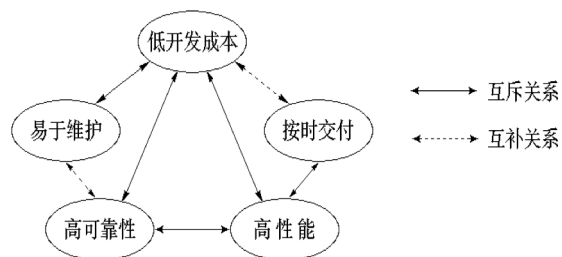 低开发成本
易于维护
按时交付
高可靠性
高性能
互斥关系
互补关系